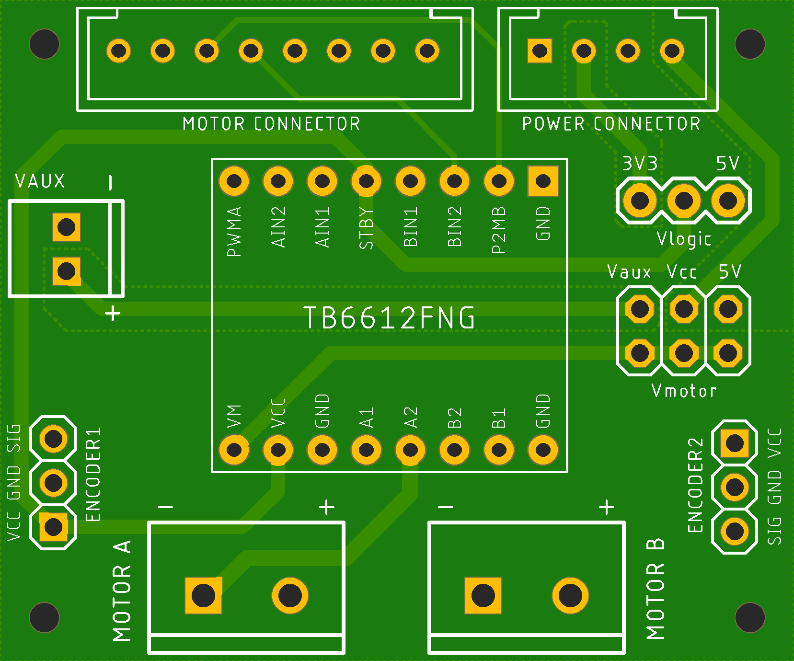 MOTOR CONNECTOR
POWER CONNECTOR
3V3 5V
VAUX
-
Vlogic
PWMA AIN2 AIN1 STBY BIN1 BIN2 P2MB GND
Vaux Vcc 5V
+
TB6612FNG
Vmotor
VM VCC GND A1 A2 B2 B1 GND
VCC GND SIG
ENCODER1
ENCODER2
SIG GND VCC
- +
- +
MOTOR A
MOTOR B